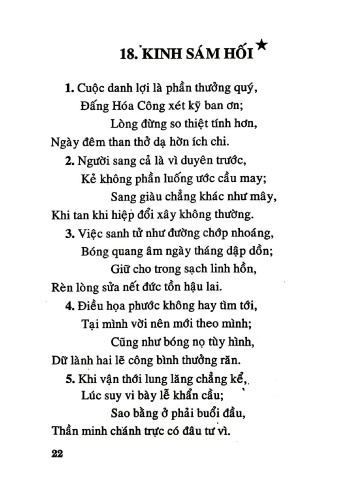 18. KINH SÁM HỐI★
1. Cuộc danh lợi là phần thưởng quý,
Đấng Hóa Công xét kỹ ban ơn;
Lòng đừng so thiệt tính hơn,
Ngày đêm than thở dạ hờn ích chi.
2. Người sang cả là vì duyên trước,
Kẻ không phần luống ước cầu may;
Sang giàu chẳng khác như mây,
Khi tan khi hiệp đổi xây không thường.
3. Việc sanh tử như đường chớp nhoáng,
Bóng quang âm ngày tháng dập dồn;
Giữ cho trong sạch linh hồn,
Rèn lòng sửa nết đức tồn hậu lai.
4. Điều họa phước không hay tìm tới,
Tại mình vời nên mới theo mình;
Cũng như bóng nọ tùy hình,
Dữ lành hai lẽ công bình thưởng răn.
5. Khi vận thới lung lăng chẳng kể,
Lúc suy vi bày lễ khẩn cầu;
Sao bằng ở phải buổi đầu,
Thần minh chánh trực có đâu tư vì.
22